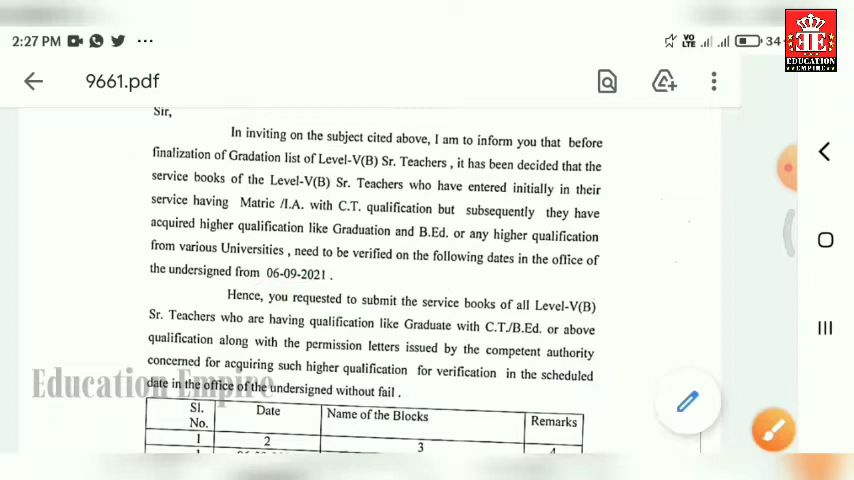 2:27 PM
VO
LTE
34
EDUCATION
EMPIRE
9661.pdf
Sir,
In inviting on the subject cited above, I am to inform you that before
finalization of Gradation list of Level-V(B) Sr. Teachers , it has been decided that the
service books of the Level-V(B) Sr. Teachers who have entered initially in their
service having Matric /I.A. with C.T. qualification but subsequently they have
acquired higher qualification like Graduation and B.Ed. or any higher qualification
from various Universities , need to be verified on the following dates in the office of
the undersigned from 06-09-2021 .
Hence, you requested to submit the service books of all Level-V(B)
Sr. Teachers who are having qualification like Graduate with C.T./B.Ed. or above
qualification along with the permission letters issued by the competent authority
concerned for acquiring such higher qualification for verification in the scheduled
date in the office of the undersigned without fail .
Education Empire
Sl. No. Date Name of the Blocks Remarks
1 2 3 4